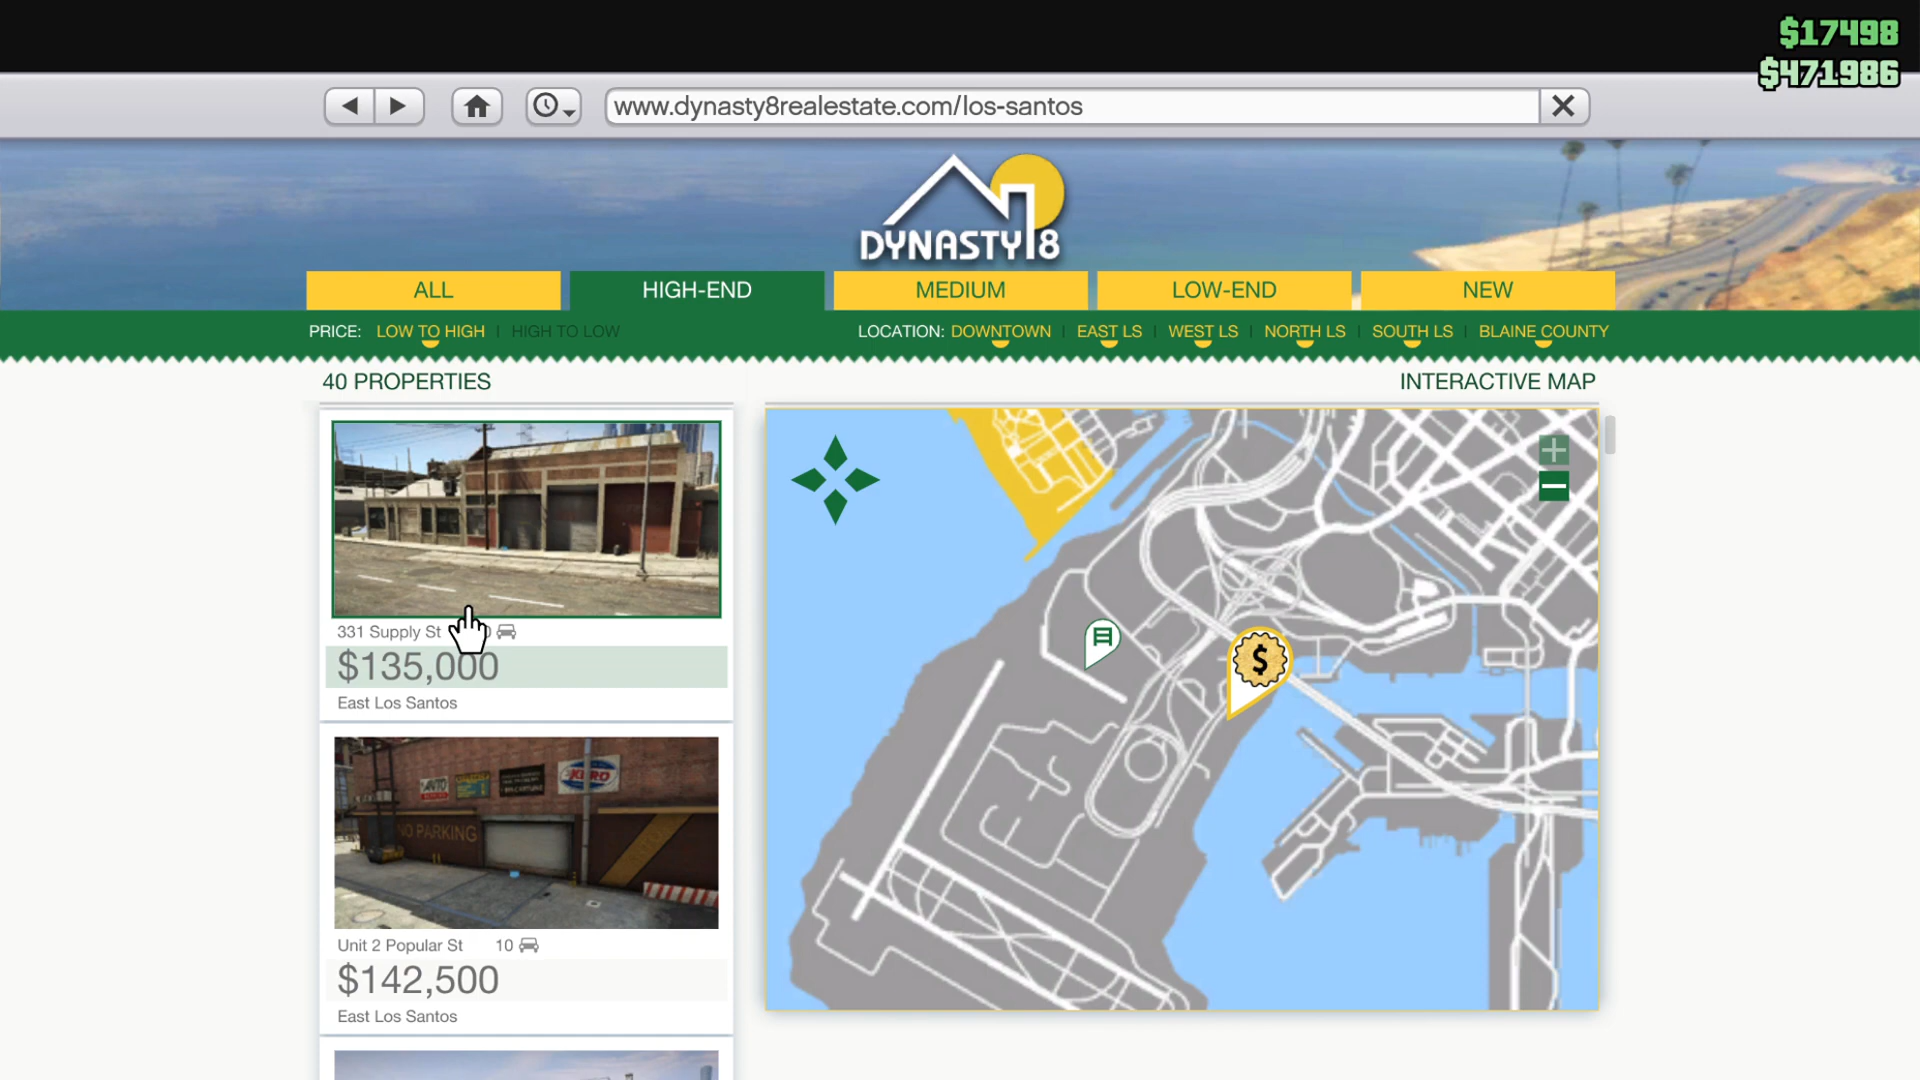 $17498
$471986
www.dynasty8realestate.com/los-santos
DYNASTY 8
ALL
HIGH-END
MEDIUM
LOW-END
NEW
PRICE: LOW TO HIGH | HIGH TO LOW
LOCATION: DOWNTOWN | EAST LS | WEST LS | NORTH LS | SOUTH LS | BLAINE COUNTY
40 PROPERTIES
INTERACTIVE MAP
331 Supply St
$135,000
East Los Santos
NO PARKING
Unit 2 Popular St 10
$142,500
East Los Santos
$